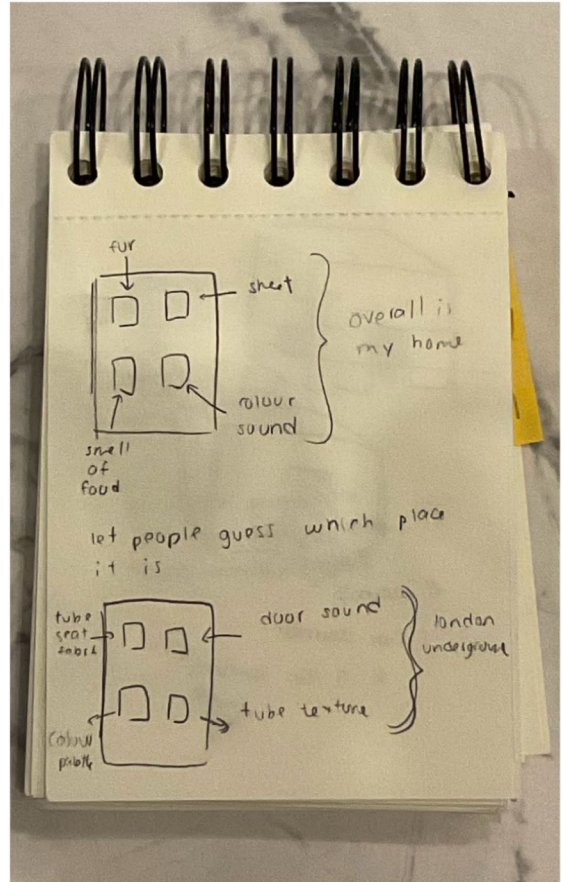 fur
sheet
overall is
my home
colour
sound
smell
of
food
let people guess which place
it is
tube
seat
fabric
door sound
london
underground
tube texture
colour
palette